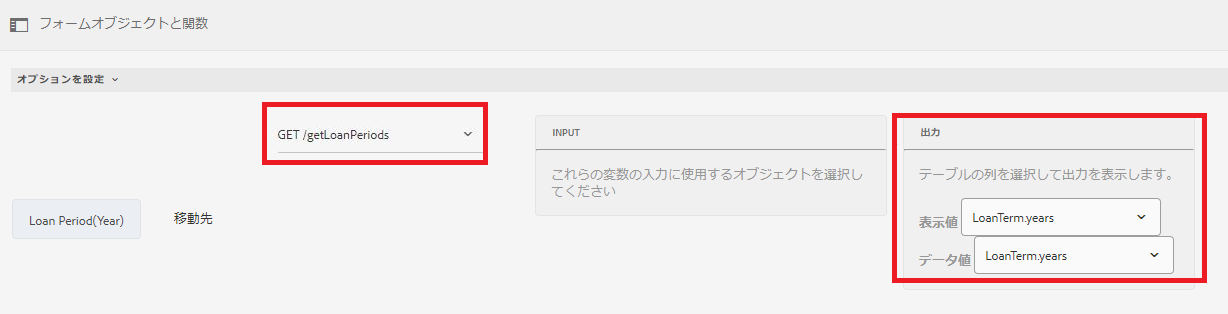 フォームオブジェクトと関数
オプションを設定
GET /getLoanPeriods
INPUT
これらの変数の入力に使用するオブジェクトを選択し
てください
出力
テーブルの列を選択して出力を表示します。
表示値 LoanTerm.years
データ値 LoanTerm.years
Loan Period(Year) 移動先